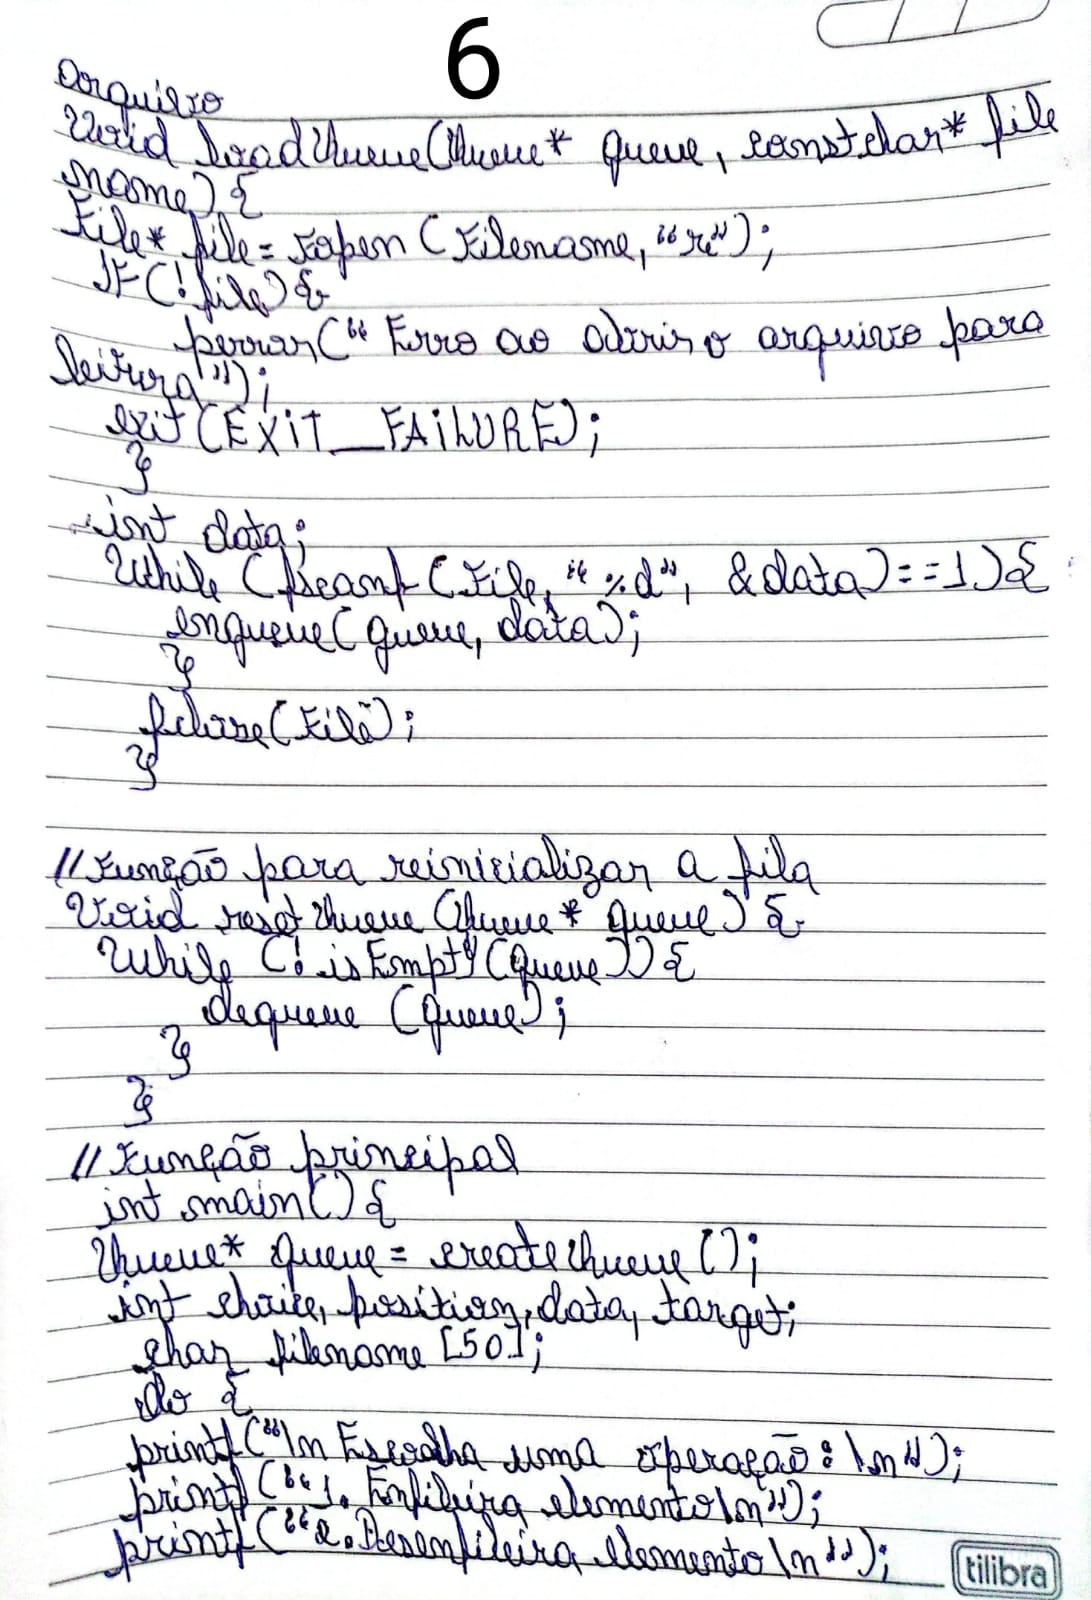 6
arquivo
Void loadQueue(Queue* queue, const char* file
name) {
File* file = Fopen (Filename, "r");
IF (!file) {
perror("Erro ao abrir o arquivo para
leitura");
exit (EXIT_FAILURE);
}
int data;
While (fscanf (File, "%d", &data)==1){
enqueue(queue, data);
}
fclose(File);
}
// Função para reinicializar a fila
Void reset Queue (Queue* queue) {
While (! isEmpty (queue)) {
dequeue (queue);
}
}
// Função principal
int main() {
Queue* queue = createQueue ();
int choice, position, data, target;
char filename [50];
do {
printf("\n Escolha uma operação: \n");
printf ("1. Enfileira elemento\n");
printf ("2. Desenfileira elemento \n");
tilibra